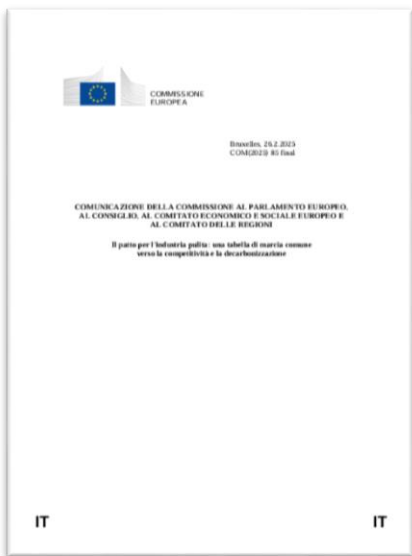 COMMISSIONE
EUROPEA
Bruxelles, 26.2.2025
COM(2025) 85 final
COMUNICAZIONE DELLA COMMISSIONE AL PARLAMENTO EUROPEO,
AL CONSIGLIO, AL COMITATO ECONOMICO E SOCIALE EUROPEO E
AL COMITATO DELLE REGIONI
Il patto per l'industria pulita: una tabella di marcia comune
verso la competitività e la decarbonizzazione
IT
IT